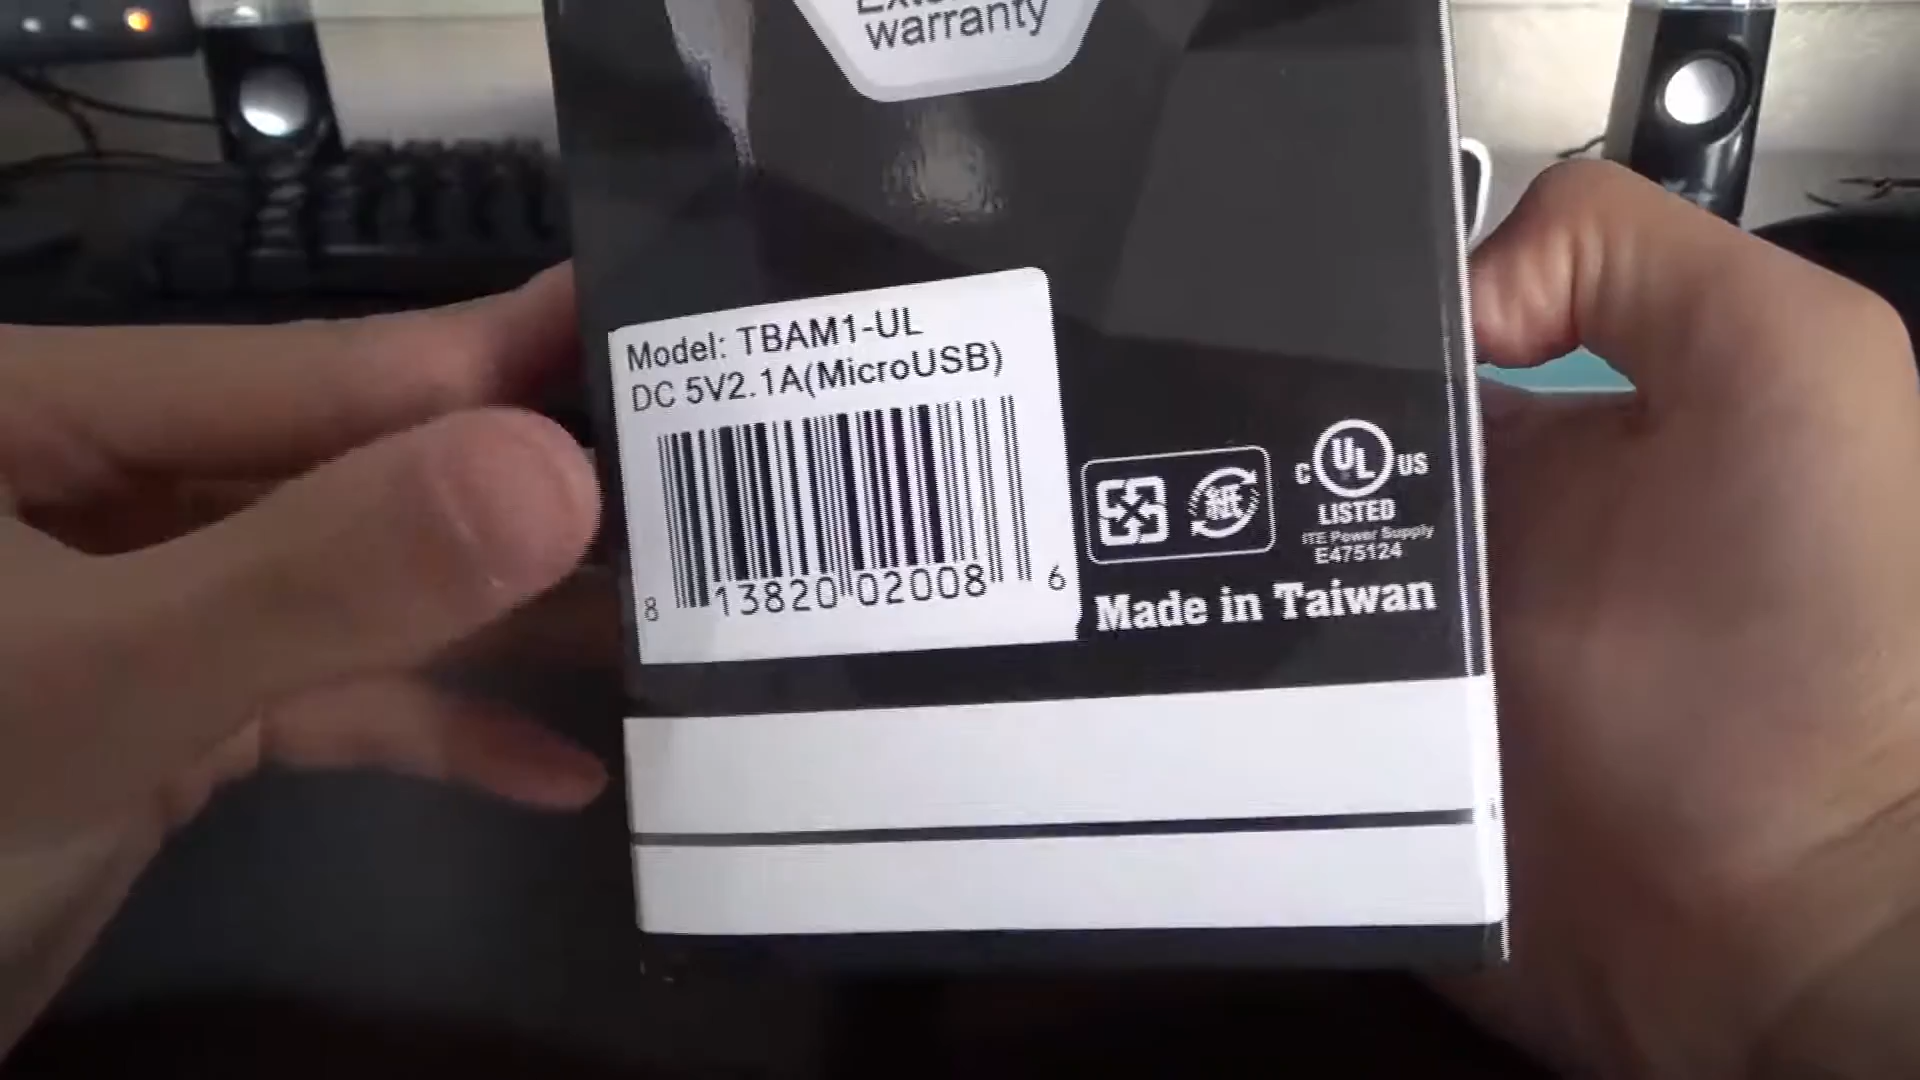 warranty
Model: TBAM1-UL
DC 5V2.1A(MicroUSB)
8 13820 02008 6
紙
C UL US
LISTED
ITE Power Supply
E475124
Made in Taiwan